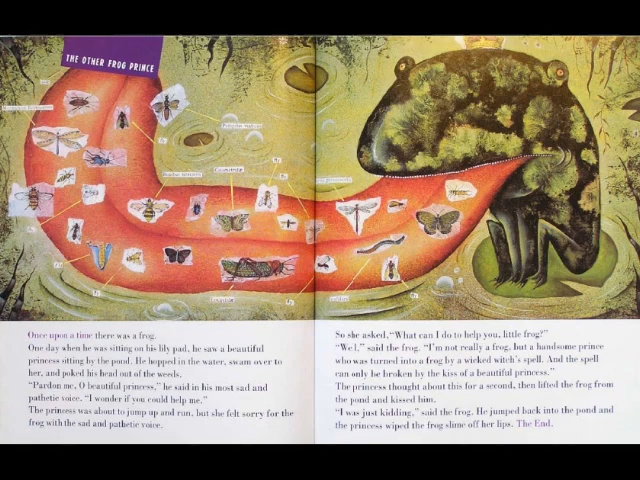 THE OTHER FROG PRINCE
Once upon a time there was a frog.
One day when he was sitting on his lily pad, he saw a beautiful
princess sitting by the pond. He hopped in the water, swam over to
her, and poked his head out of the weeds.
“Pardon me, O beautiful princess,” he said in his most sad and
pathetic voice. “I wonder if you could help me.”
The princess was about to jump up and run, but she felt sorry for the
frog with the sad and pathetic voice.
So she asked, “What can I do to help you, little frog?”
“Well,” said the frog. “I’m not really a frog, but a handsome prince
who was turned into a frog by a wicked witch’s spell. And the spell
can only be broken by the kiss of a beautiful princess.”
The princess thought about this for a second, then lifted the frog from
the pond and kissed him.
“I was just kidding,” said the frog. He jumped back into the pond and
the princess wiped the frog slime off her lips. The End.